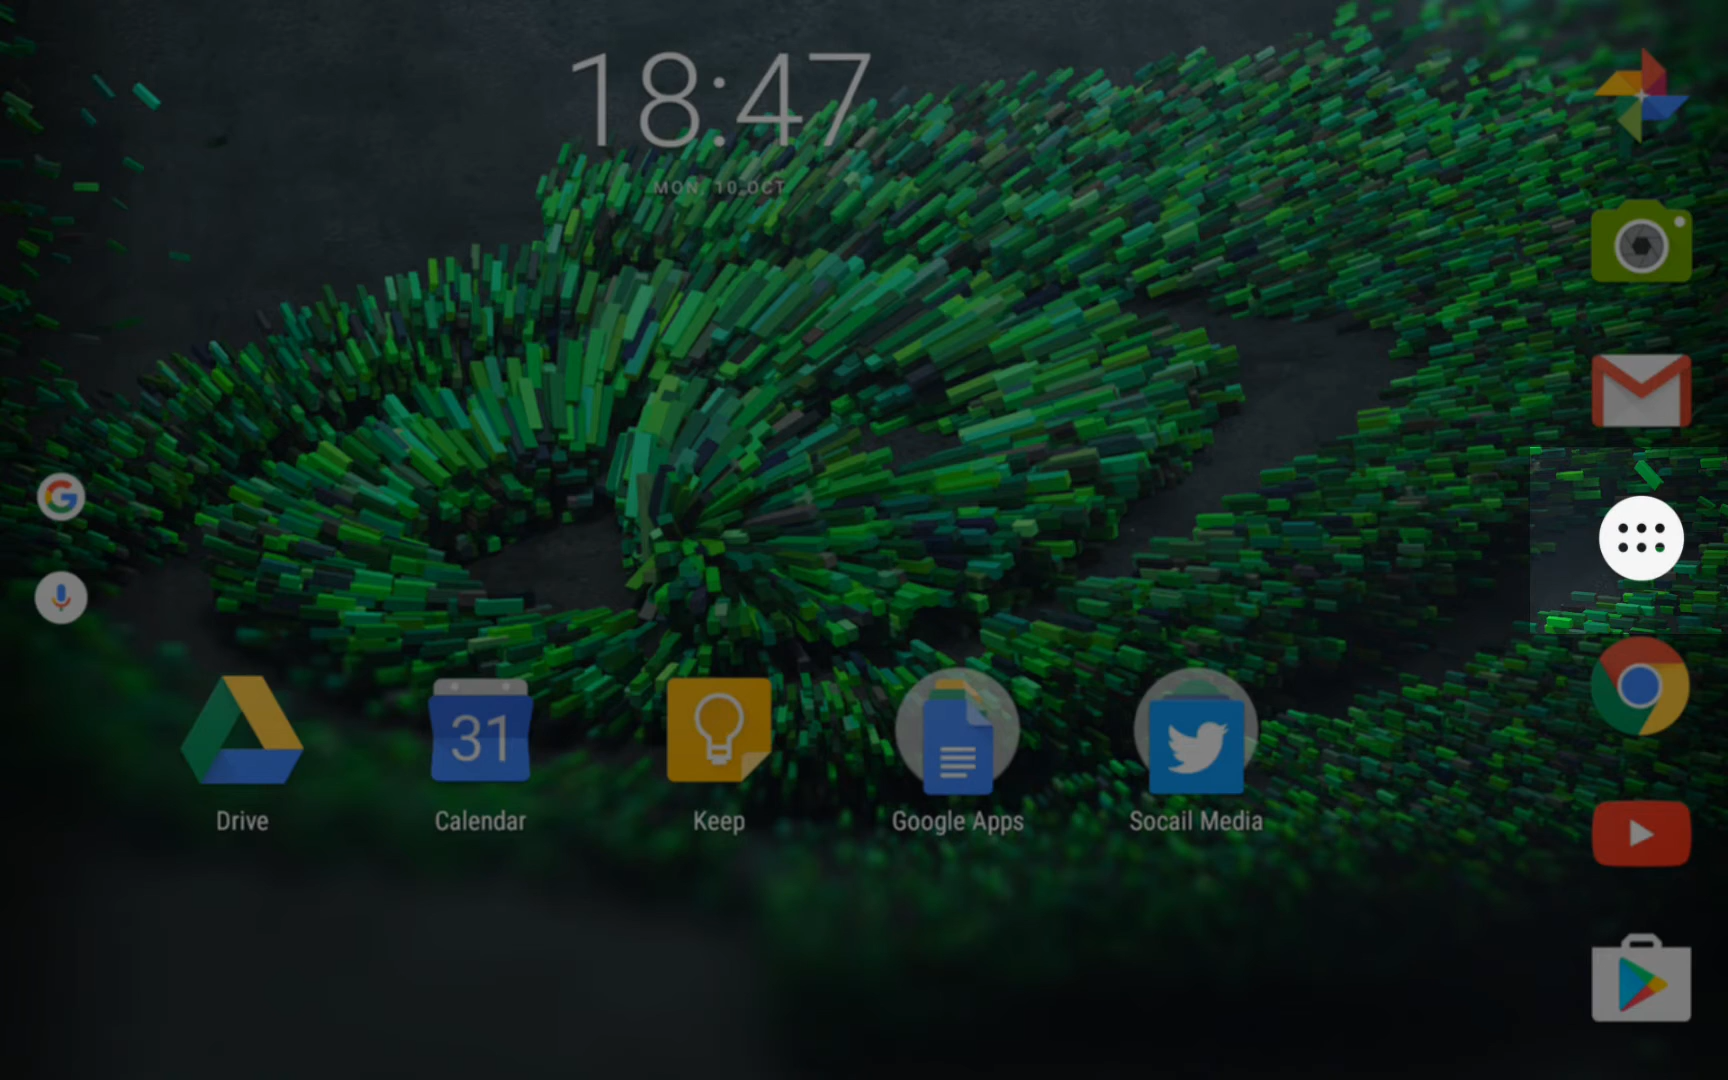 18:47
MON, 10 OCT
31
Drive
Calendar
Keep
Google Apps
Socail Media